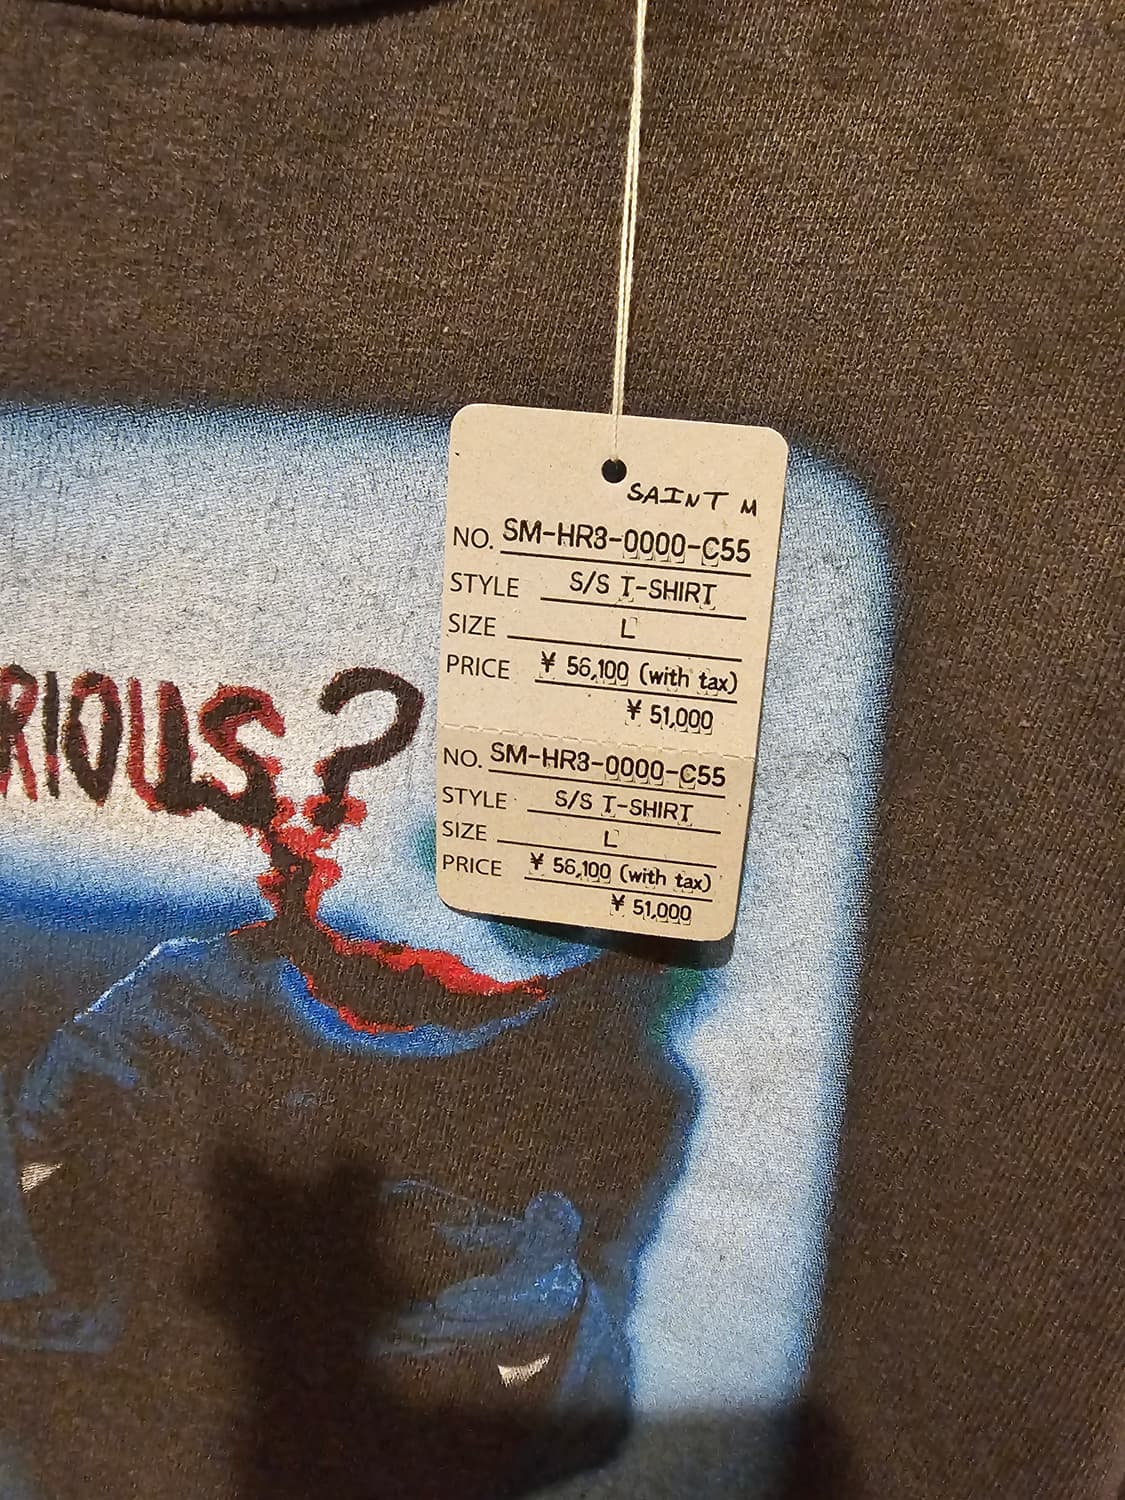 SAINT M
NO. SM-HR3-0000-C55
STYLE S/S T-SHIRT
SIZE L
PRICE ¥ 56,100 (with tax)
¥ 51,000
RIOUS?
NO. SM-HR3-0000-C55
STYLE S/S T-SHIRT
SIZE L
PRICE ¥ 56,100 (with tax)
¥ 51,000